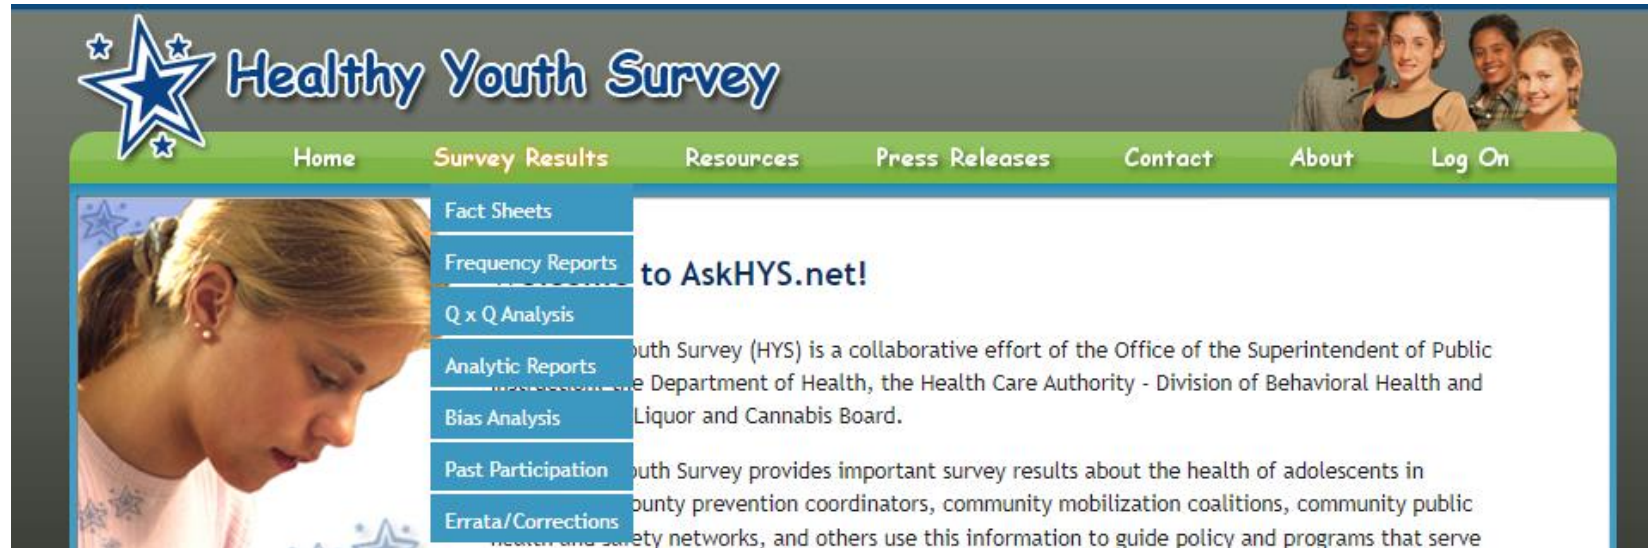 Healthy Youth Survey
Home Survey Results Resources Press Releases Contact About Log On
Fact Sheets
Frequency Reports
Q x Q Analysis
Analytic Reports
Bias Analysis
Past Participation
Errata/Corrections
to AskHYS.net!
uth Survey (HYS) is a collaborative effort of the Office of the Superintendent of Public
Department of Health, the Health Care Authority - Division of Behavioral Health and
Liquor and Cannabis Board.
uth Survey provides important survey results about the health of adolescents in
ounty prevention coordinators, community mobilization coalitions, community public
ety networks, and others use this information to guide policy and programs that serve